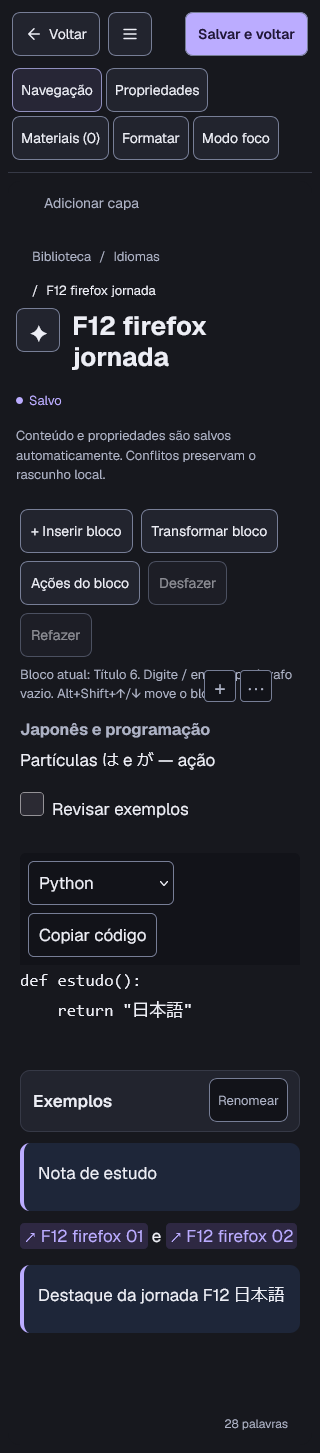 Voltar
Salvar e voltar
Navegação
Propriedades
Materiais (0)
Formatar
Modo foco
Adicionar capa
Biblioteca / Idiomas
/ F12 firefox jornada
F12 firefox
jornada
Salvo
Conteúdo e propriedades são salvos
automaticamente. Conflitos preservam o
rascunho local.
+ Inserir bloco
Transformar bloco
Ações do bloco
Desfazer
Refazer
Bloco atual: Título 6. Digite / em
vazio. Alt+Shift+↑/↓ move o
+
...
Japonês e programação
Partículas は e が — ação
Revisar exemplos
Python
Copiar código
def estudo():
    return "日本語"
Exemplos
Renomear
Nota de estudo
↗ F12 firefox 01 e ↗ F12 firefox 02
Destaque da jornada F12 日本語
28 palavras